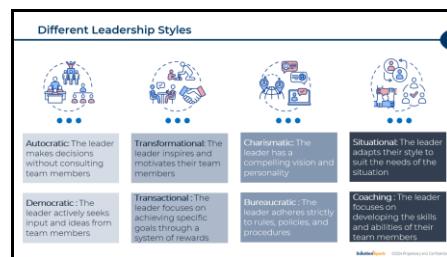 Different Leadership Styles
Autocratic: The leader
makes decisions
without consulting
team members
Transformational: The
leader inspires and
motivates their team
members
Charismatic: The
leader has a
compelling vision and
personality
Situational: The leader
adapts their style to
suit the needs of the
situation
Democratic: The
leader actively seeks
input and ideas from
team members
Transactional : The
leader focuses on
achieving specific
goals through a
system of rewards
Bureaucratic: The
leader adheres strictly
to rules, policies, and
procedures
Coaching : The leader
focuses on
developing the skills
and abilities of their
team members
©2024 Proprietary and Confidential